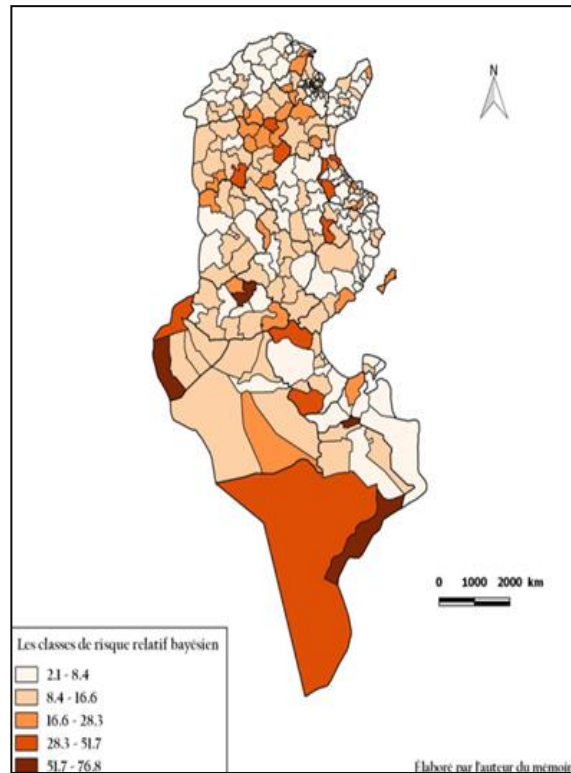 N
0 1000 2000 km
Les classes de risque relatif bayésien
2.1 - 8.4
8.4 - 16.6
16.6 - 28.3
28.3 - 51.7
51.7 - 76.8
Élaboré par l'auteur du mémoir